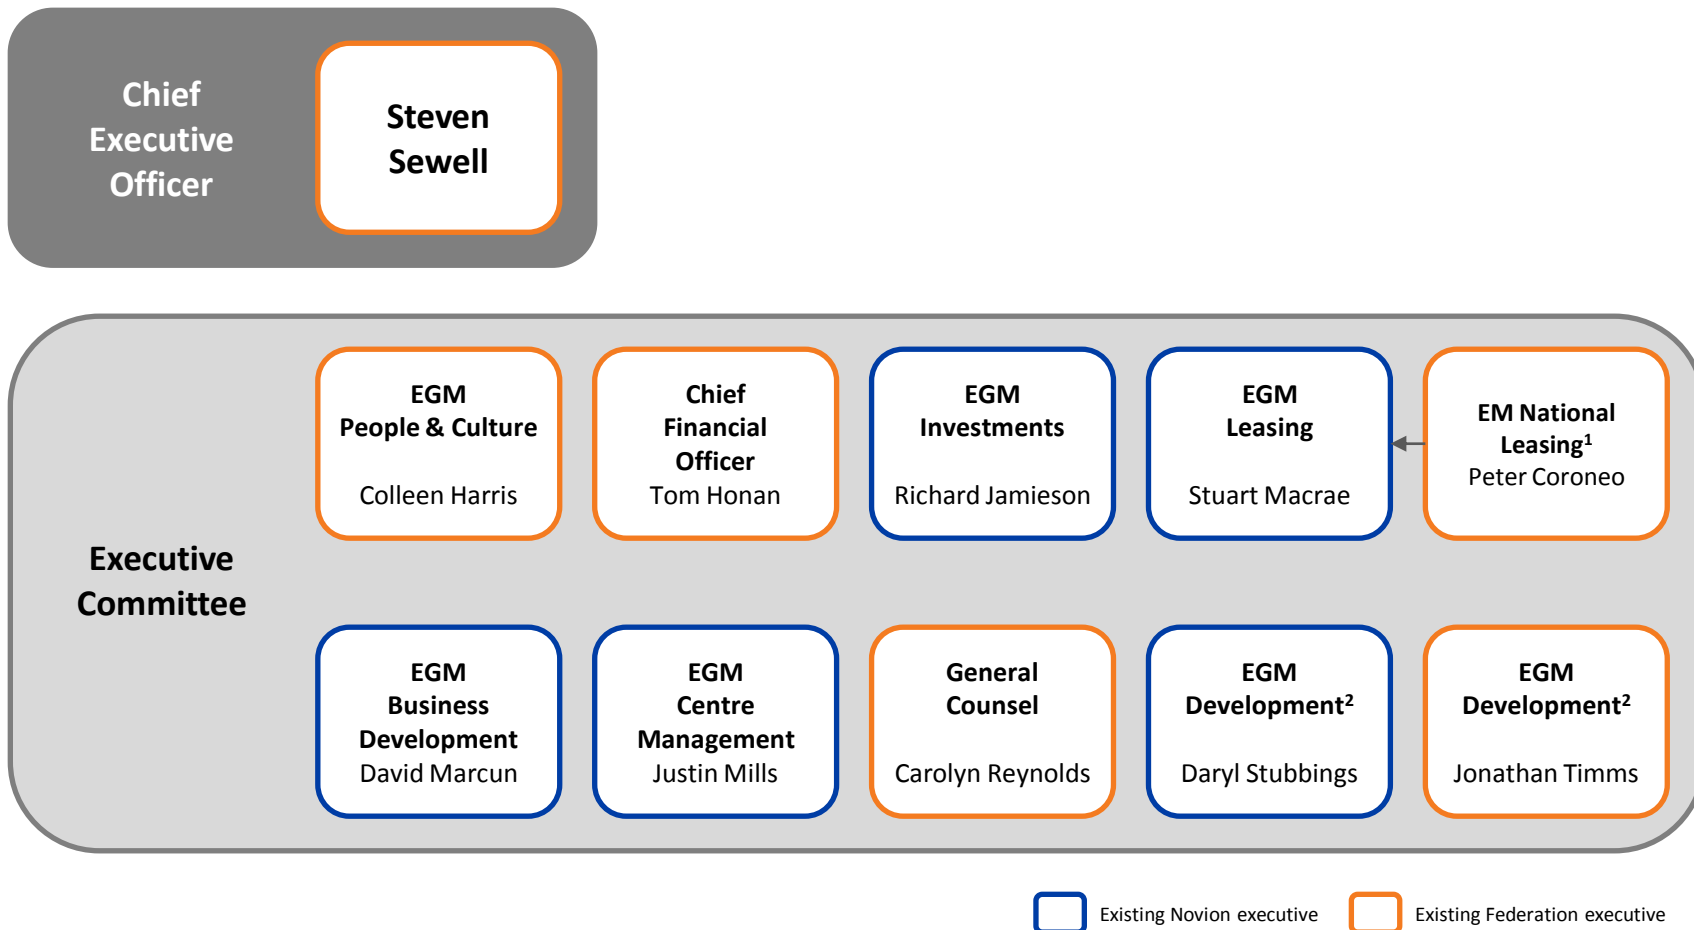 Chief
Executive
Officer
Steven
Sewell
Executive
Committee
EGM
People & Culture
Colleen Harris
Chief
Financial
Officer
Tom Honan
EGM
Investments
Richard Jamieson
EGM
Leasing
Stuart Macrae
EM National
Leasing¹
Peter Coroneo
EGM
Business
Development
David Marcun
EGM
Centre
Management
Justin Mills
General
Counsel
Carolyn Reynolds
EGM
Development²
Daryl Stubbings
EGM
Development²
Jonathan Timms
Existing Novion executive
Existing Federation executive